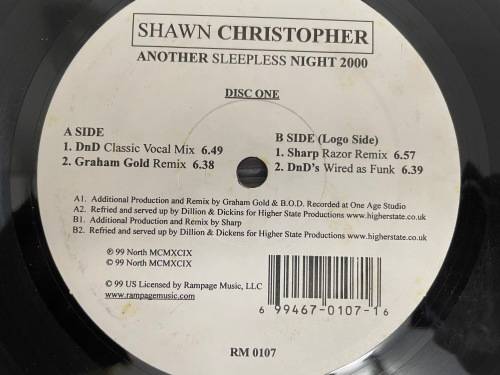 SHAWN CHRISTOPHER
ANOTHER SLEEPLESS NIGHT 2000
DISC ONE
A SIDE
1. DnD Classic Vocal Mix 6.49
2. Graham Gold Remix 6.38
B SIDE (Logo Side)
1. Sharp Razor Remix 6.57
2. DnD's Wired as Funk 6.39
A1. Additional Production and Remix by Graham Gold & B.O.D. Recorded at One Age Studio
A2. Refried and served up by Dillion & Dickins for Higher State Productions www.higherstate.co.uk
B1. Additional Production and Remix by Sharp
B2. Refried and served up by Dillion & Dickens for Higher State Productions www.higherstate.co.uk
℗ 99 North MCMXCIX
© 99 North MCMXCIX
© 99 US Licensed by Rampage Music, LLC
www.rampagemusic.com
6 99467-0107-1 6
RM 0107